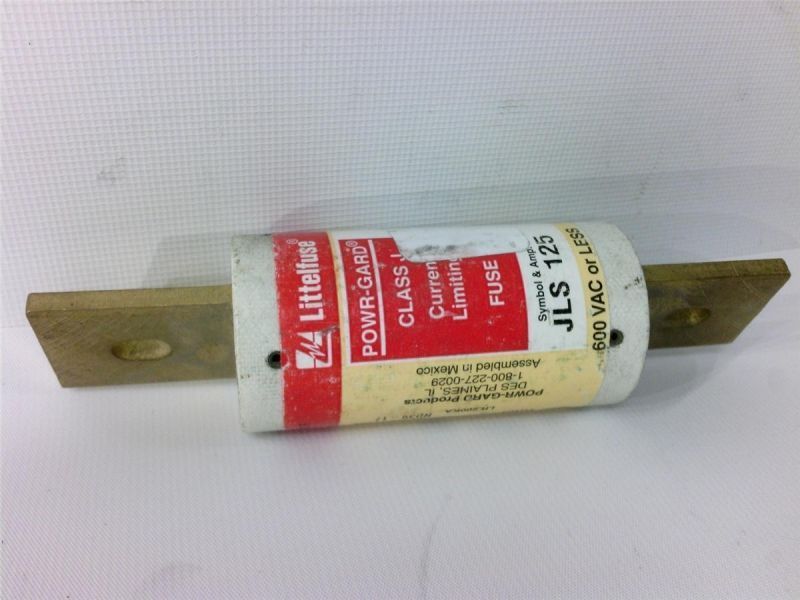 Littelfuse®
POWR-GARD®
CLASS J
Current
Limiting
FUSE
Symbol & Amp.
JLS 125
600 VAC or LESS
Assembled in Mexico
1-800-227-0029
DES PLAINES, IL
POWR-GARD Products